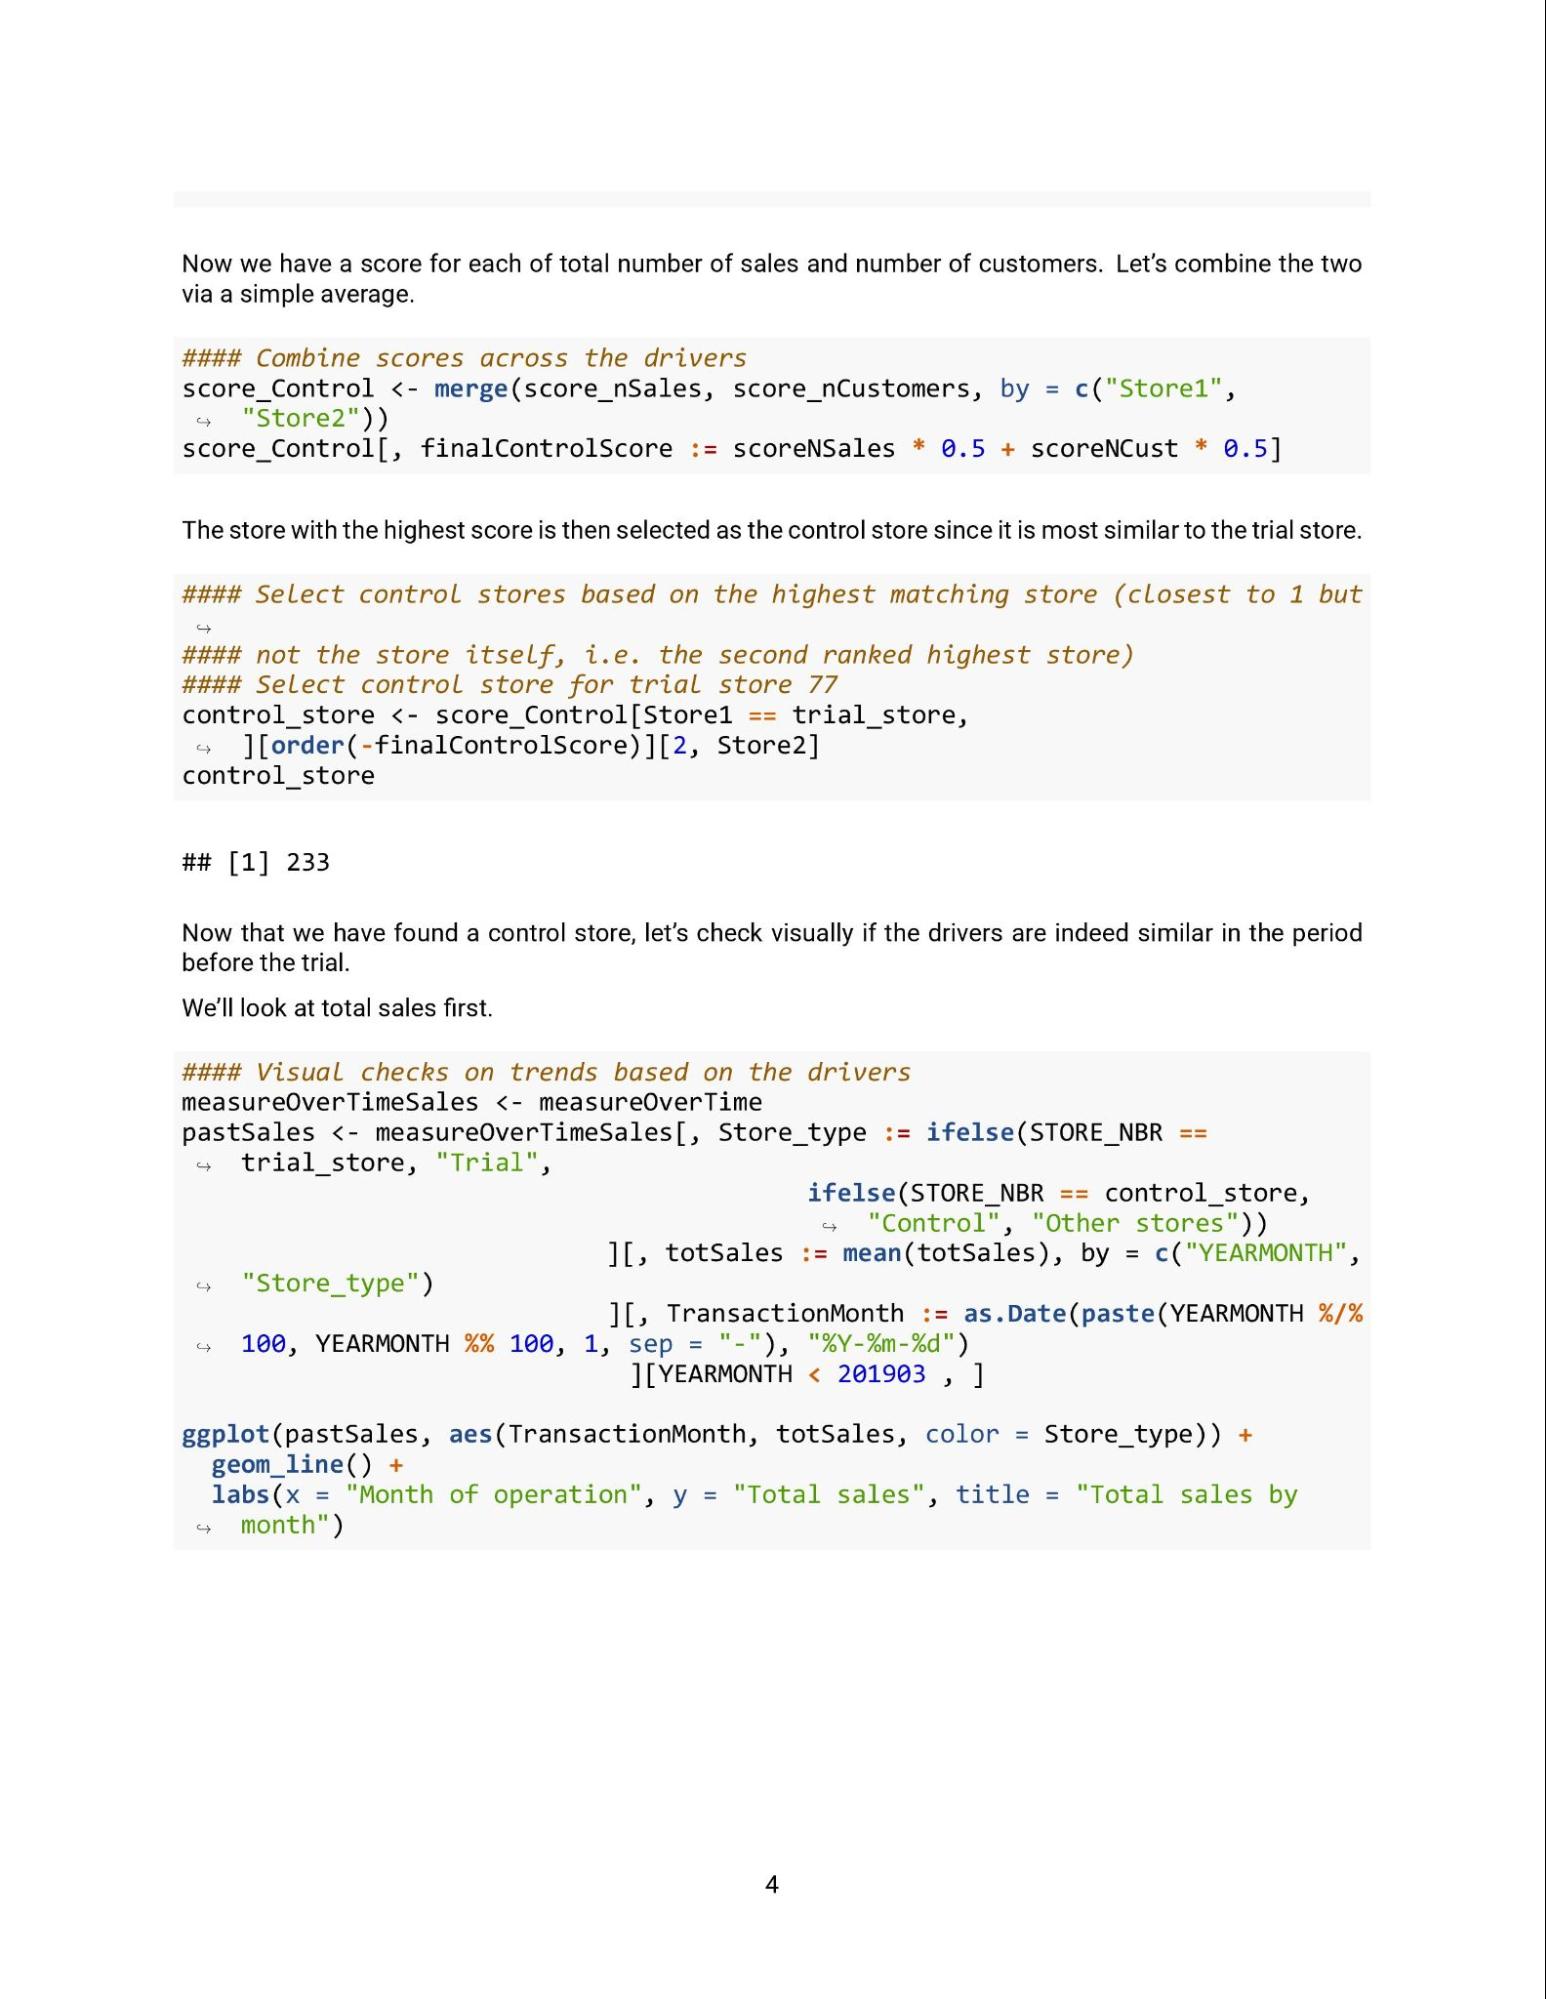 Now we have a score for each of total number of sales and number of customers. Let's combine the two
via a simple average.
#### Combine scores across the drivers
score_Control <- merge(score_nSales, score_nCustomers, by = c("Store1",
↪ "Store2"))
score_Control[, finalControlScore := scoreNSales * 0.5 + scoreNCust * 0.5]
The store with the highest score is then selected as the control store since it is most similar to the trial store.
#### Select control stores based on the highest matching store (closest to 1 but
↪
#### not the store itself, i.e. the second ranked highest store)
#### Select control store for trial store 77
control_store <- score_Control[Store1 == trial_store,
↪ ][order(-finalControlScore)][2, Store2]
control_store
## [1] 233
Now that we have found a control store, let's check visually if the drivers are indeed similar in the period
before the trial.
We'll look at total sales first.
#### Visual checks on trends based on the drivers
measureOverTimeSales <- measureOverTime
pastSales <- measureOverTimeSales[, Store_type := ifelse(STORE_NBR ==
↪ trial_store, "Trial",
ifelse(STORE_NBR == control_store,
↪ "Control", "Other stores"))
][, totSales := mean(totSales), by = c("YEARMONTH",
↪ "Store_type")
][, TransactionMonth := as.Date(paste(YEARMONTH %/%
↪ 100, YEARMONTH %% 100, 1, sep = "-"), "%Y-%m-%d")
][YEARMONTH < 201903 , ]
ggplot(pastSales, aes(TransactionMonth, totSales, color = Store_type)) +
geom_line() +
labs(x = "Month of operation", y = "Total sales", title = "Total sales by
↪ month")
4